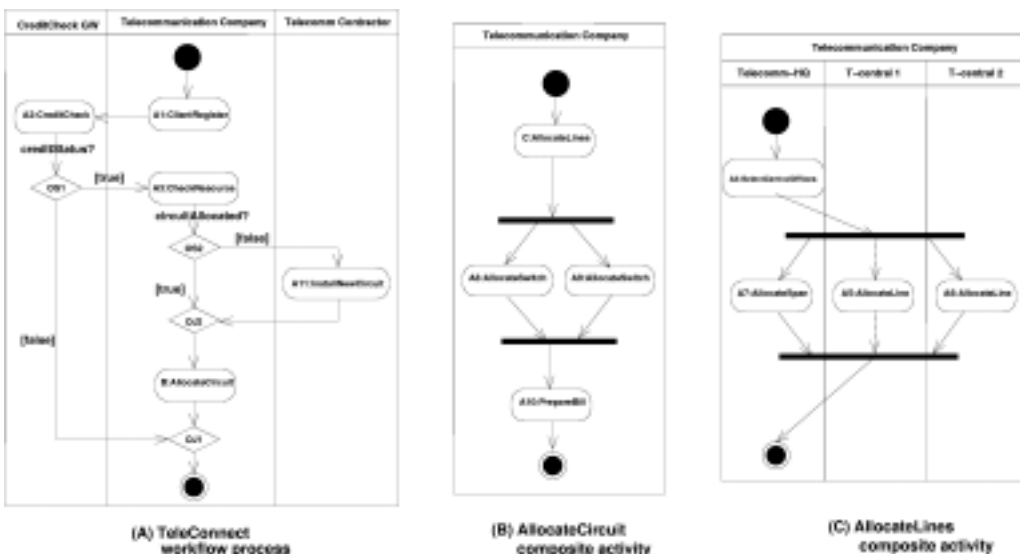 CreditCheck GW
Telecommunication Company
Telecomm Contractor
A2:CreditCheck
A1:ClientRegister
creditStatus?
OS1
[true]
A3:CheckResource
circuitAllocated?
OS2
[false]
A11:InstallNewCircuit
[true]
OJ2
[false]
B:AllocateCircuit
OJ1
(A) TeleConnect
workflow process
Telecommunication Company
C:AllocateLines
A8:AllocateSwitch
A9:AllocateSwitch
A10:PrepareBill
(B) AllocateCircuit
composite activity
Telecommunication Company
Telecomm-HQ
T-central 1
T-central 2
A7:AllocateSpan
A5:AllocateLine
A6:AllocateLine
(C) AllocateLines
composite activity